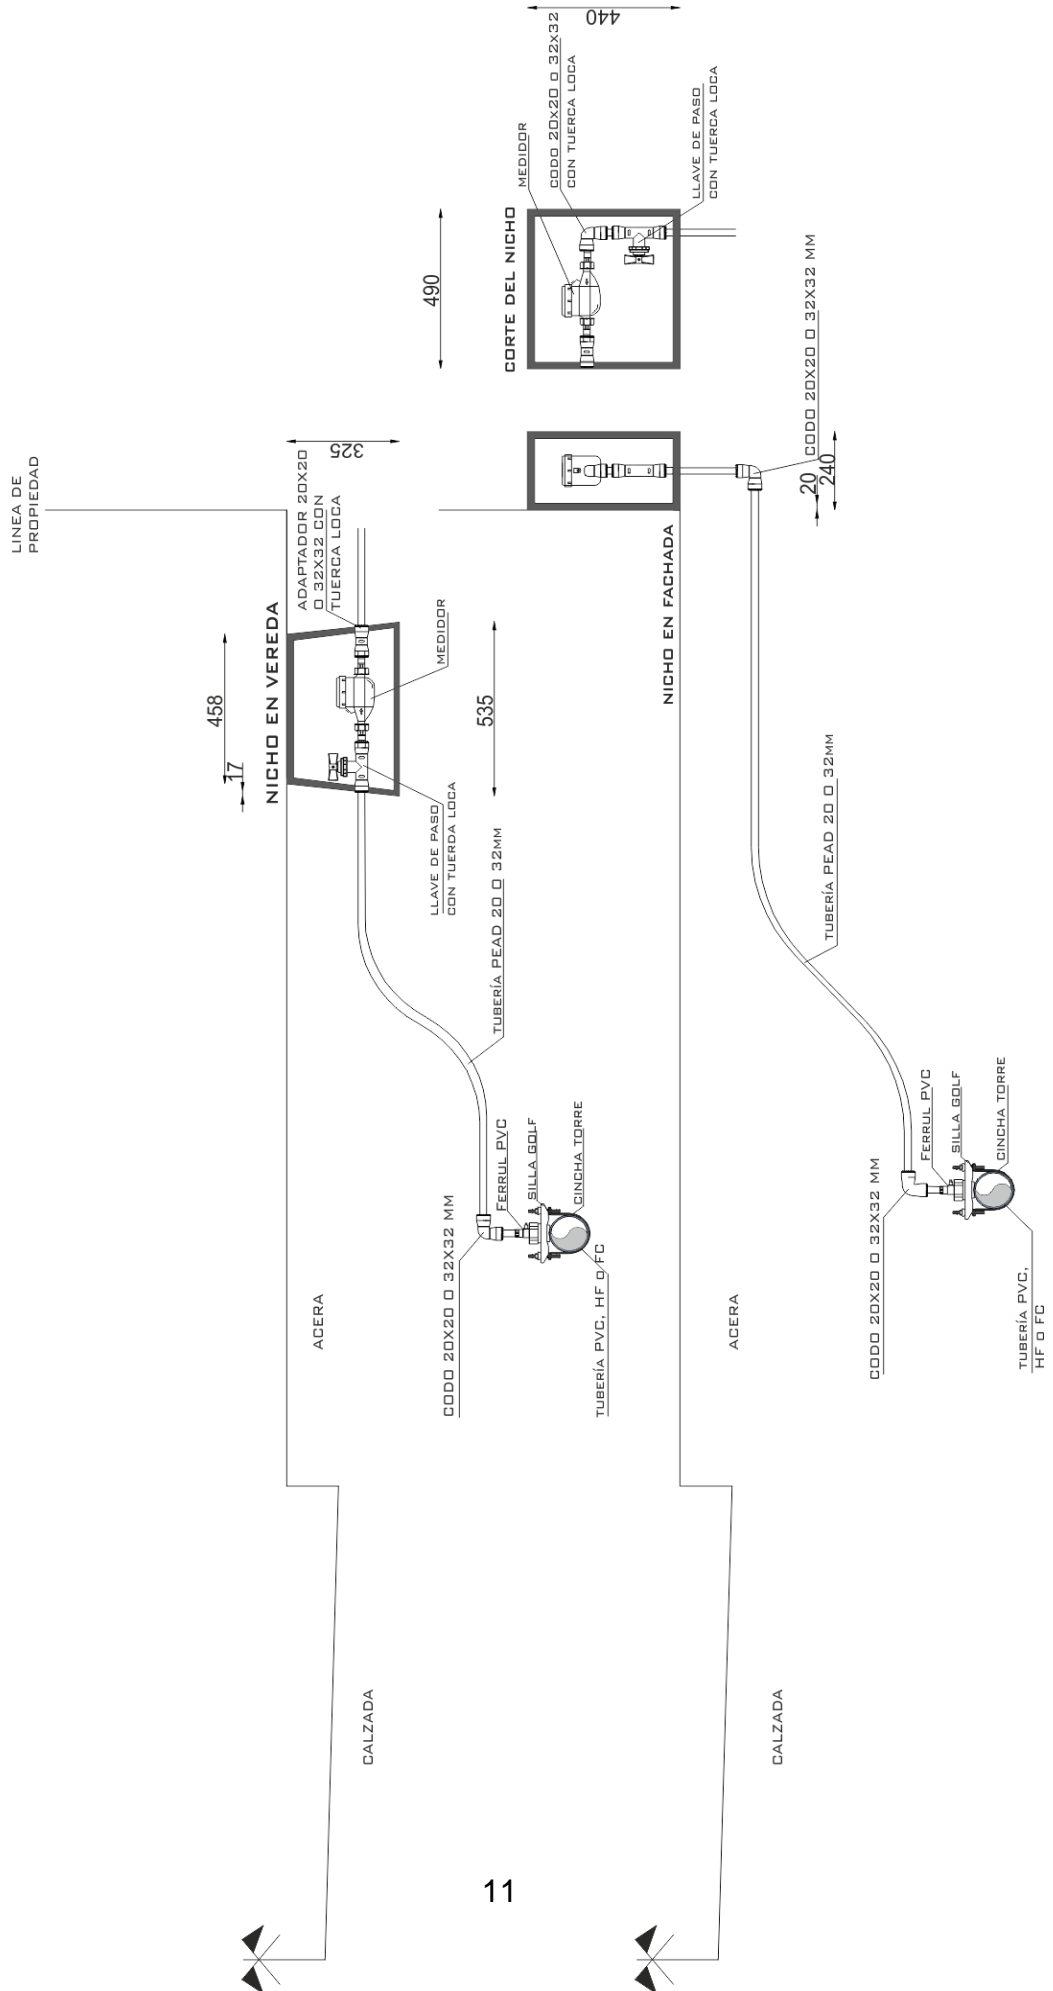 LINEA DE
PROPIEDAD
NICHO EN VEREDA
458
17
325
535
ADAPTADOR 20x20
O 32x32 CON
TUERCA LOCA
MEDIDOR
LLAVE DE PASO
CON TUERDA LOCA
TUBERÍA PEAD 20 O 32MM
CODO 20X20 O 32X32 MM
FERRUL PVC
SILLA GOLF
CINCHA TORRE
TUBERÍA PVC, HF O FC
ACERA
CALZADA
CORTE DEL NICHO
490
440
MEDIDOR
CODO 20x20 O 32x32
CON TUERCA LOCA
LLAVE DE PASO
CON TUERCA LOCA
NICHO EN FACHADA
CODO 20X20 O 32X32 MM
20
240
TUBERÍA PEAD 20 O 32MM
CODO 20X20 O 32X32 MM
FERRUL PVC
SILLA GOLF
CINCHA TORRE
TUBERÍA PVC,
HF O FC
ACERA
CALZADA
11